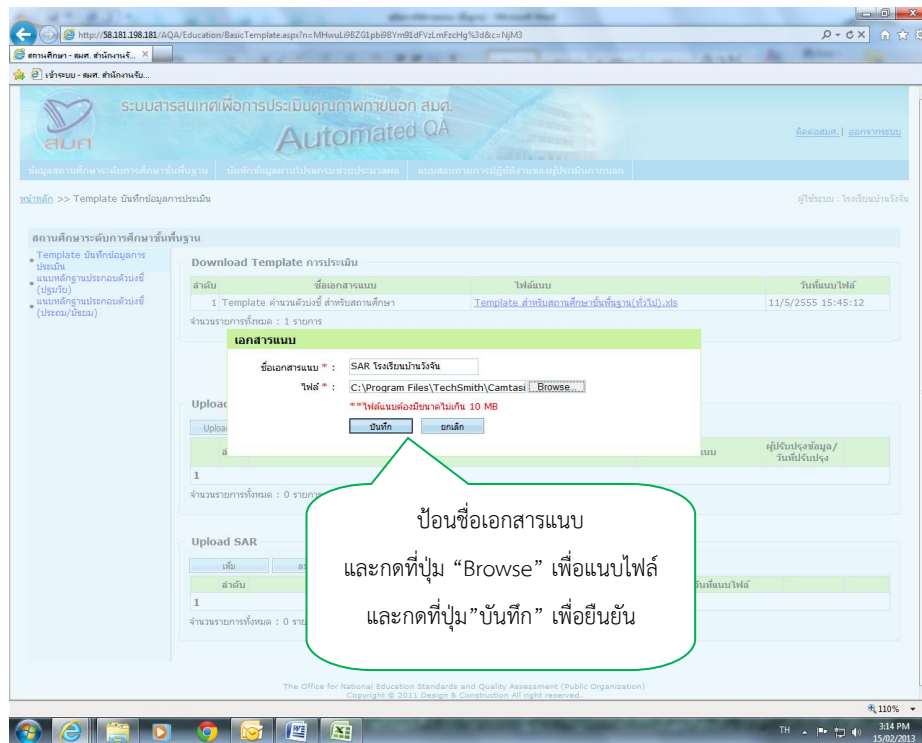 http://58.181.198.181/AQA/Education/BasicTemplate.aspx?n=MHwuLi9BZG1pbi9BYm91dFVzLmFzcHg%3d&c=NjM3
สถานศึกษา - สมศ. สำนักงานรั...
เข้าระบบ - สมศ. สำนักงานรับ...
ระบบสารสนเทศเพื่อการประเมินคุณภาพภายนอก สมศ.
Automated QA
สมศ
ติดต่อสมศ. | ออกจากระบบ
ข้อมูลสถานศึกษาระดับการศึกษาขั้นพื้นฐาน บันทึกข้อมูลผ่านโปรแกรมช่วยประมวลผล แบบสอบถามการปฏิบัติงานของผู้ประเมินภายนอก
หน้าหลัก >> Template บันทึกข้อมูลการประเมิน
ผู้ใช้ระบบ : โรงเรียนบ้านวังจัน
สถานศึกษาระดับการศึกษาขั้นพื้นฐาน
Template บันทึกข้อมูลการ
ประเมิน
แนบหลักฐานประกอบตัวบ่งชี้
(ปฐมวัย)
แนบหลักฐานประกอบตัวบ่งชี้
(ประถม/มัธยม)
Download Template การประเมิน
ลำดับ ชื่อเอกสารแนบ ไฟล์แนบ วันที่แนบไฟล์
1 Template คำนวนตัวบ่งชี้ สำหรับสถานศึกษา Template สำหรับสถานศึกษาขั้นพื้นฐาน(ทั่วไป).xls 11/5/2555 15:45:12
จำนวนรายการทั้งหมด : 1 รายการ
เอกสารแนบ
ชื่อเอกสารแนบ * : SAR โรงเรียนบ้านวังจัน
ไฟล์ * : C:\Program Files\TechSmith\Camtasi Browse...
**ไฟล์แนบต้องมีขนาดไม่เกิน 10 MB
บันทึก ยกเลิก
Upload
Upload
ผู้ปรับปรุงข้อมูล/
วันที่ปรับปรุง
1
จำนวนรายการทั้งหมด : 0 รายการ
Upload SAR
เพิ่ม
ลำดับ วันที่แนบไฟล์
1
จำนวนรายการทั้งหมด : 0
ป้อนชื่อเอกสารแนบ
และกดที่ปุ่ม “Browse” เพื่อแนบไฟล์
และกดที่ปุ่ม”บันทึก” เพื่อยืนยัน
The Office for National Education Standards and Quality Assessment (Public Organization)
Copyright © 2011 Design & Construction All right reserved.
110%
TH
3:14 PM
15/02/2013